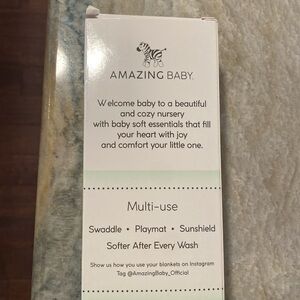 AMAZING BABY.
Welcome baby to a beautiful
and cozy nursery
with baby soft essentials that fill
your heart with joy
and comfort your little one.
Multi-use
Swaddle • Playmat • Sunshield
Softer After Every Wash
Show us how you use your blankets on Instagram
Tag @AmazingBaby_Official